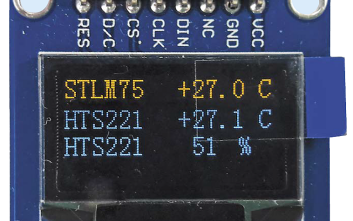 RES D/C CS CLK DIN NC GND VCC
STLM75 +27.0 C
HTS221 +27.1 C
HTS221 51 %